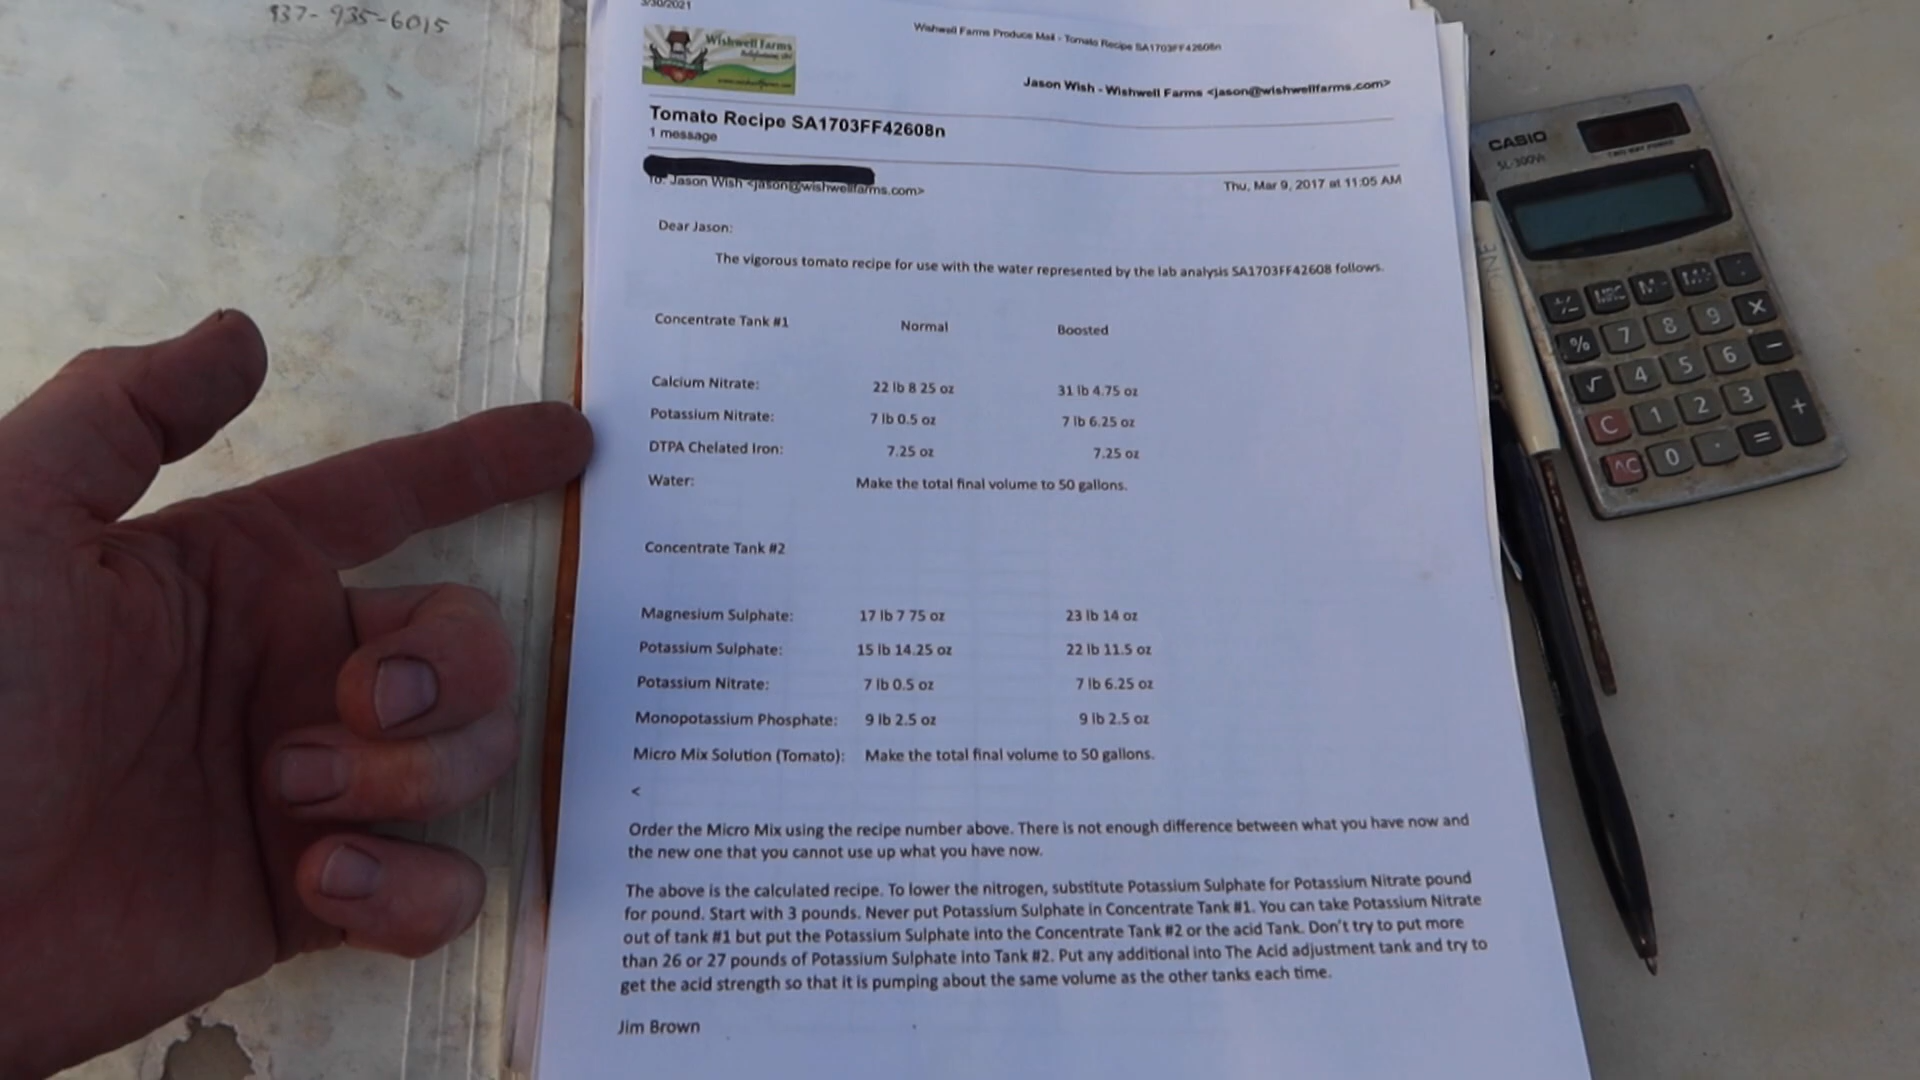 937-935-6015
3/30/2021
Wishwell Farms Produce Mail - Tomato Recipe SA1703FF42608n
Wishwell Farms
Jason Wish - Wishwell Farms <jason@wishwellfarms.com>
Tomato Recipe SA1703FF42608n
1 message
To: Jason Wish <jason@wishwellfarms.com>
Thu, Mar 9, 2017 at 11:05 AM
Dear Jason:
The vigorous tomato recipe for use with the water represented by the lab analysis SA1703FF42608 follows.
Concentrate Tank #1 Normal Boosted
Calcium Nitrate: 22 lb 8 25 oz 31 lb 4.75 oz
Potassium Nitrate: 7 lb 0.5 oz 7 lb 6.25 oz
DTPA Chelated Iron: 7.25 oz 7.25 oz
Water: Make the total final volume to 50 gallons.
Concentrate Tank #2
Magnesium Sulphate: 17 lb 7 75 oz 23 lb 14 oz
Potassium Sulphate: 15 lb 14.25 oz 22 lb 11.5 oz
Potassium Nitrate: 7 lb 0.5 oz 7 lb 6.25 oz
Monopotassium Phosphate: 9 lb 2.5 oz 9 lb 2.5 oz
Micro Mix Solution (Tomato): Make the total final volume to 50 gallons.
<
Order the Micro Mix using the recipe number above. There is not enough difference between what you have now and
the new one that you cannot use up what you have now.
The above is the calculated recipe. To lower the nitrogen, substitute Potassium Sulphate for Potassium Nitrate pound
for pound. Start with 3 pounds. Never put Potassium Sulphate in Concentrate Tank #1. You can take Potassium Nitrate
out of tank #1 but put the Potassium Sulphate into the Concentrate Tank #2 or the acid Tank. Don't try to put more
than 26 or 27 pounds of Potassium Sulphate into Tank #2. Put any additional into The Acid adjustment tank and try to
get the acid strength so that it is pumping about the same volume as the other tanks each time.
Jim Brown
CASIO
% 7 8 9 ×
√ 4 5 6 −
C 1 2 3 +
^C 0 · =